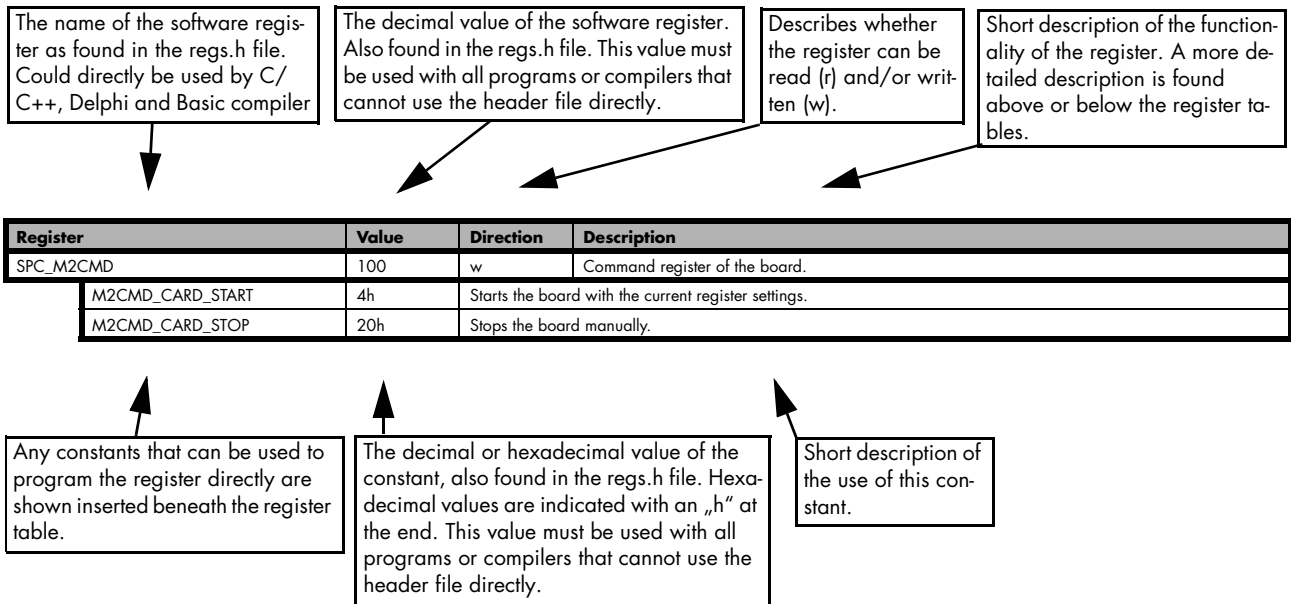 The name of the software regis-
ter as found in the regs.h file.
Could directly be used by C/
C++, Delphi and Basic compiler
The decimal value of the software register.
Also found in the regs.h file. This value must
be used with all programs or compilers that
cannot use the header file directly.
Describes whether
the register can be
read (r) and/or writ-
ten (w).
Short description of the function-
ality of the register. A more de-
tailed description is found
above or below the register ta-
bles.
Register Value Direction Description
SPC_M2CMD 100 w Command register of the board.
M2CMD_CARD_START 4h Starts the board with the current register settings.
M2CMD_CARD_STOP 20h Stops the board manually.
Any constants that can be used to
program the register directly are
shown inserted beneath the register
table.
The decimal or hexadecimal value of the
constant, also found in the regs.h file. Hexa-
decimal values are indicated with an „h“ at
the end. This value must be used with all
programs or compilers that cannot use the
header file directly.
Short description of
the use of this con-
stant.